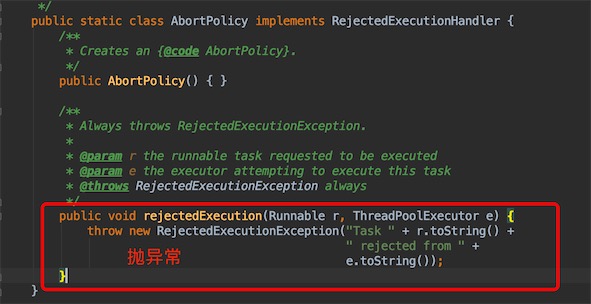 */
public static class AbortPolicy implements RejectedExecutionHandler {
/**
* Creates an {@code AbortPolicy}.
*/
public AbortPolicy() { }
/**
* Always throws RejectedExecutionException.
*
* @param r the runnable task requested to be executed
* @param e the executor attempting to execute this task
* @throws RejectedExecutionException always
*/
public void rejectedExecution(Runnable r, ThreadPoolExecutor e) {
throw new RejectedExecutionException("Task " + r.toString() +
" rejected from " +
抛异常 e.toString());
}
}